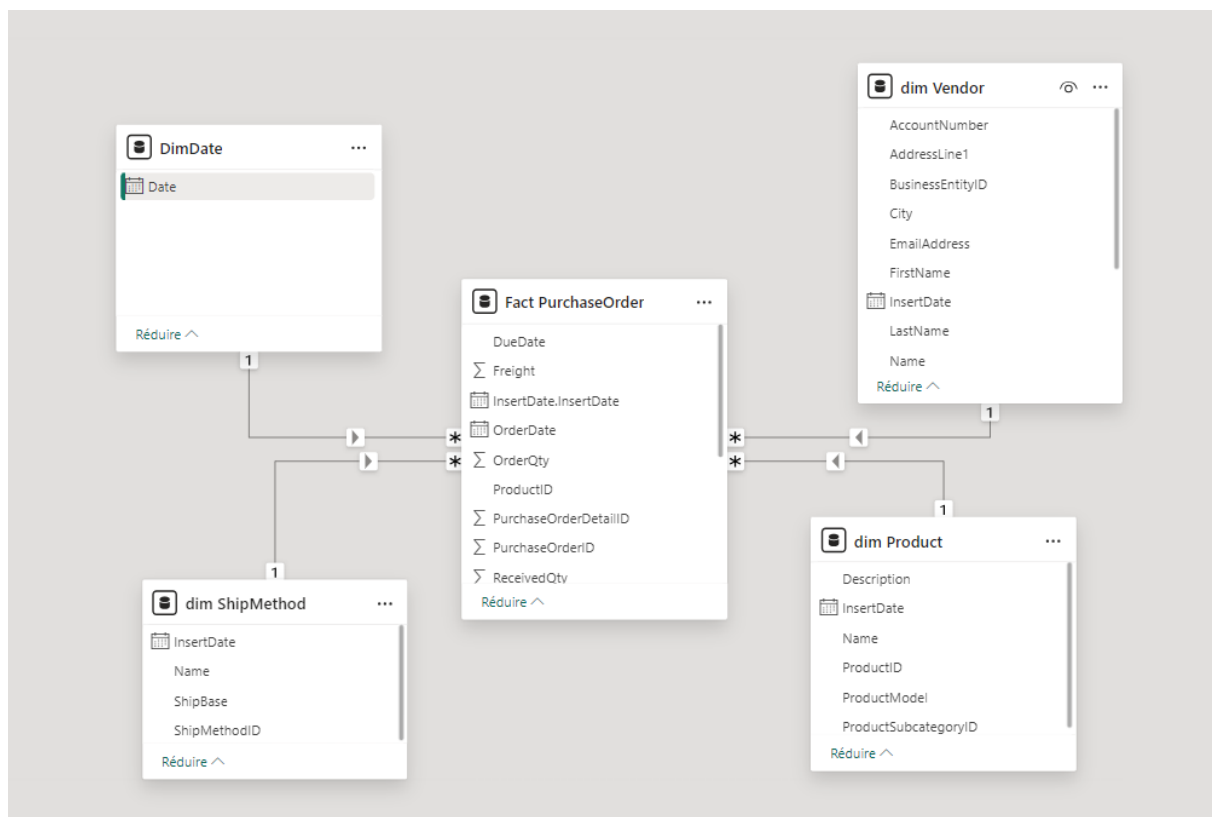 DimDate
Date
Réduire
1
dim Vendor
AccountNumber
AddressLine1
BusinessEntityID
City
EmailAddress
FirstName
InsertDate
LastName
Name
Réduire
1
Fact PurchaseOrder
DueDate
∑ Freight
InsertDate.InsertDate
OrderDate
∑ OrderQty
ProductID
∑ PurchaseOrderDetailID
∑ PurchaseOrderID
∑ ReceivedQty
Réduire
*
*
*
*
1
dim ShipMethod
InsertDate
Name
ShipBase
ShipMethodID
Réduire
1
dim Product
Description
InsertDate
Name
ProductID
ProductModel
ProductSubcategoryID
Réduire